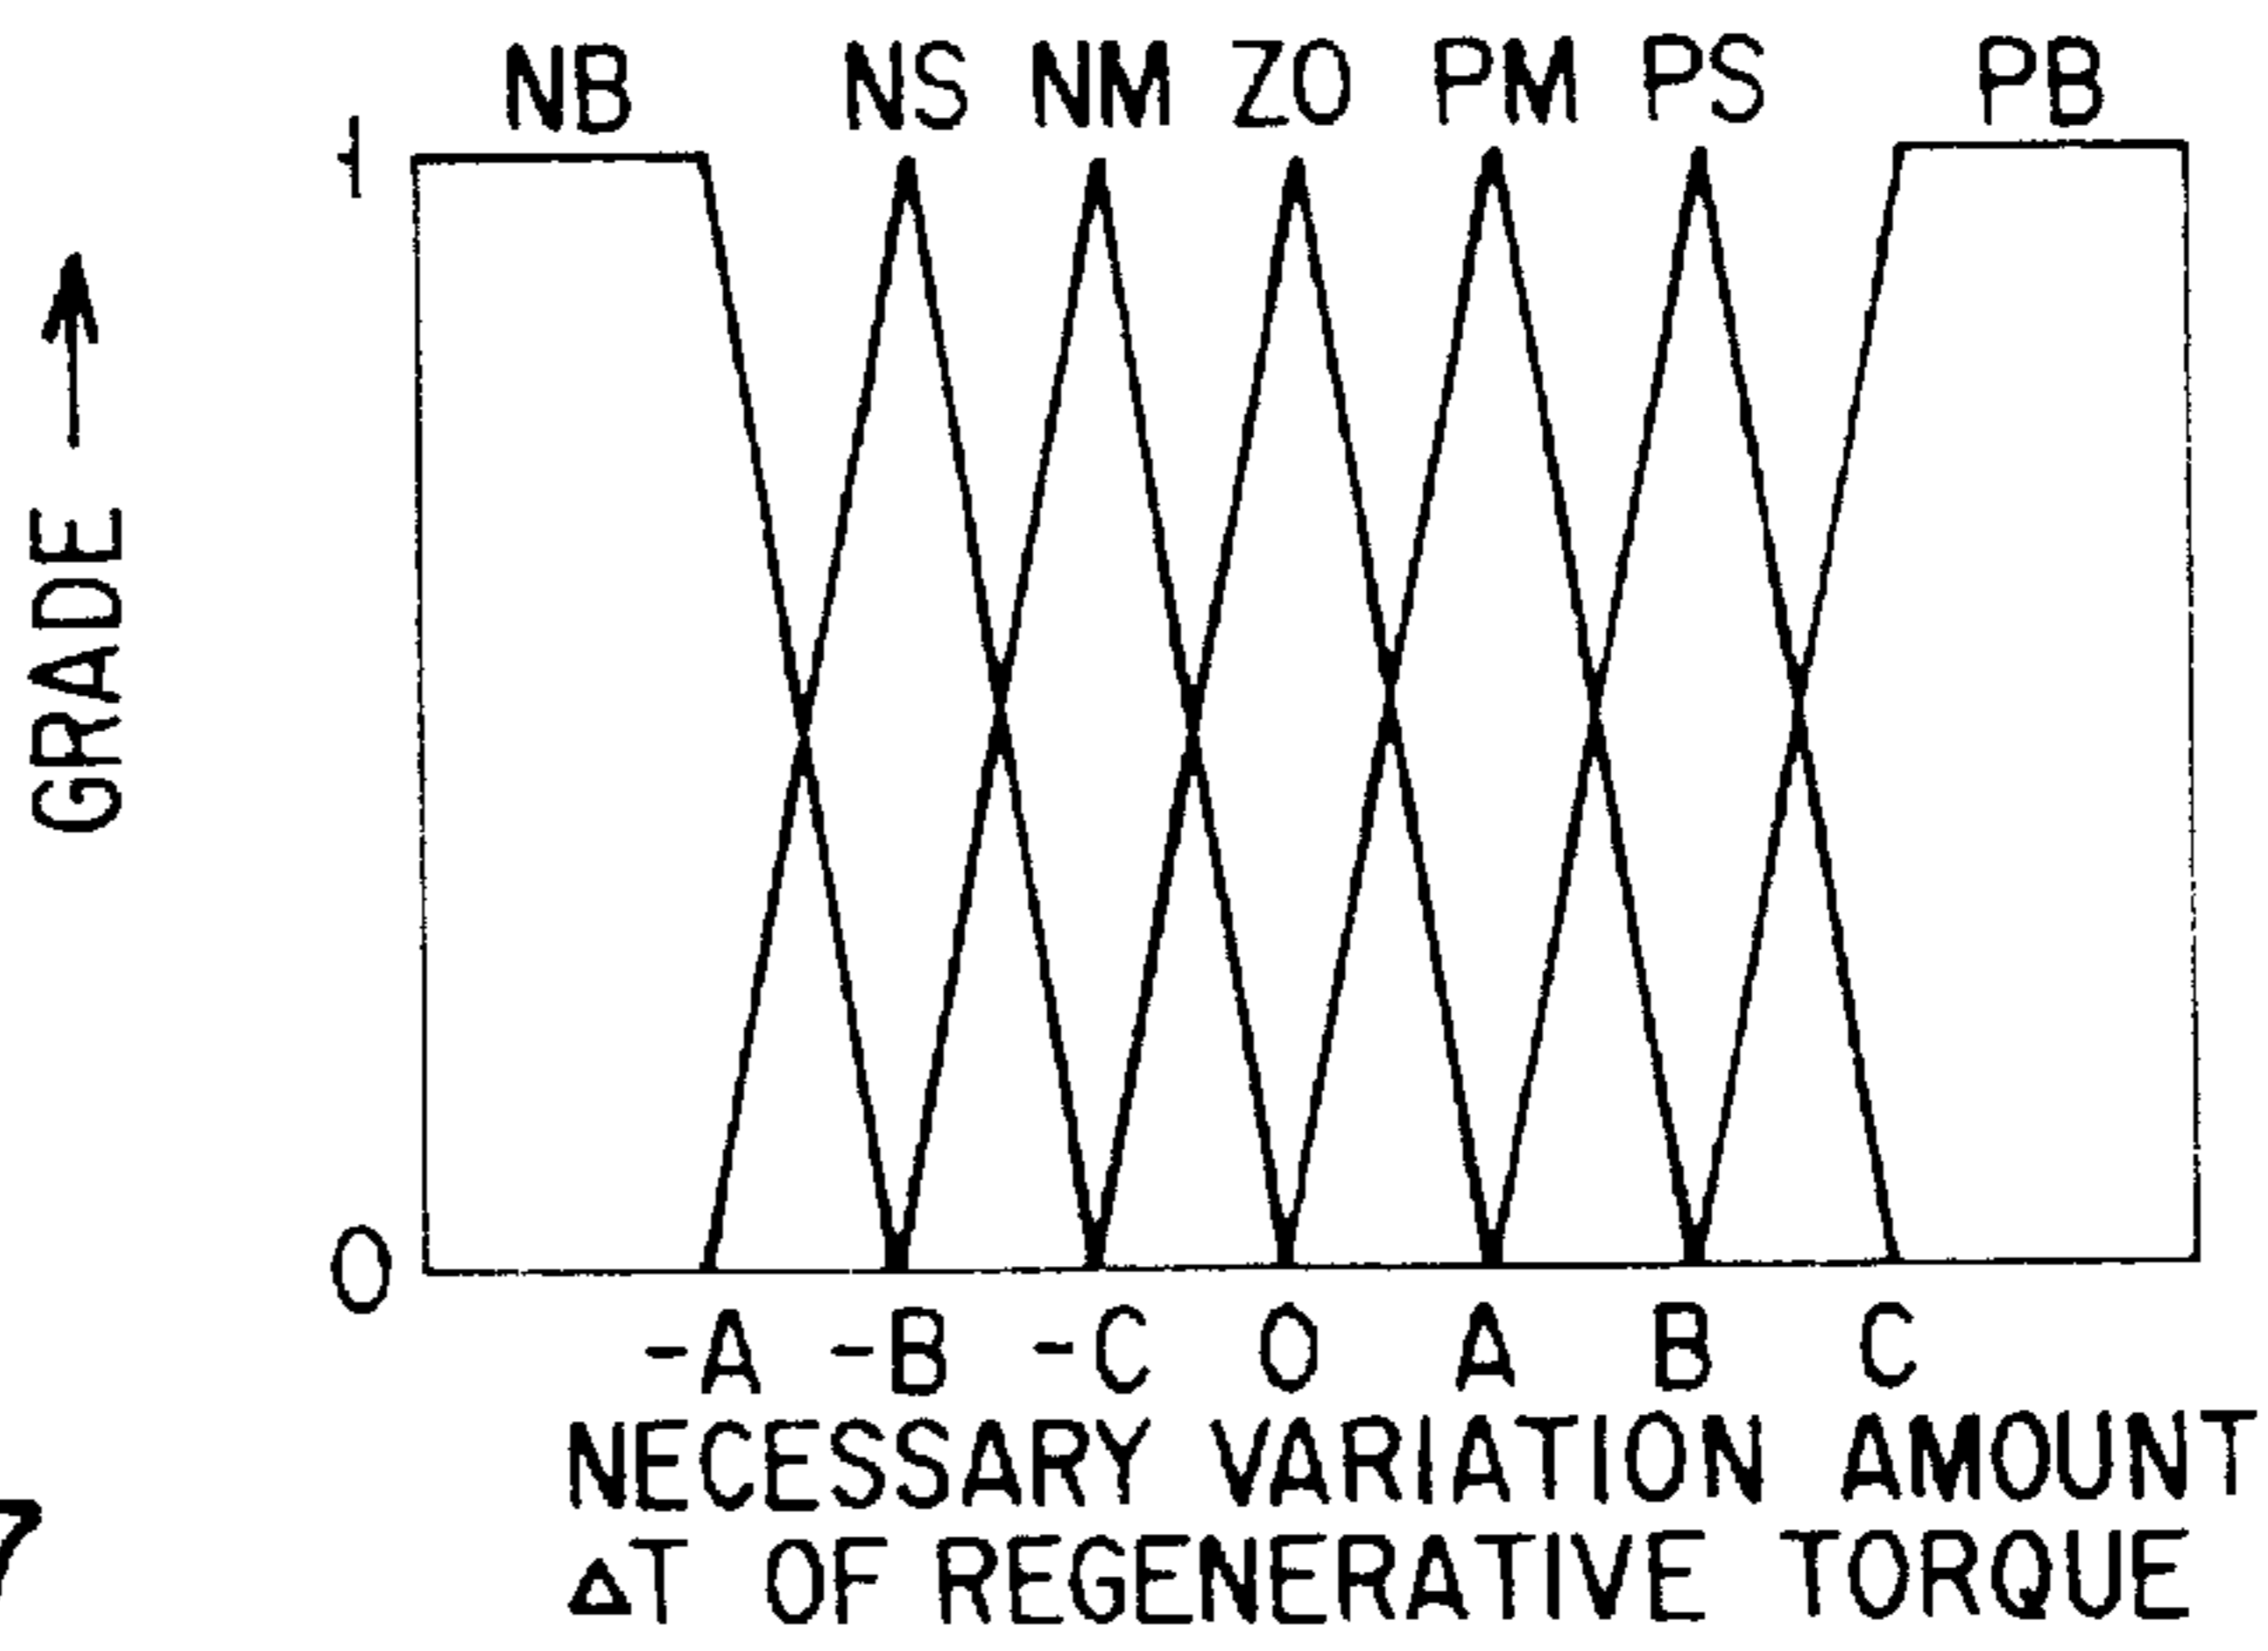 NB NS NM ZO PM PS PB
1
GRADE
0
-A -B -C 0 A B C
NECESSARY VARIATION AMOUNT
ΔT OF REGENERATIVE TORQUE
7